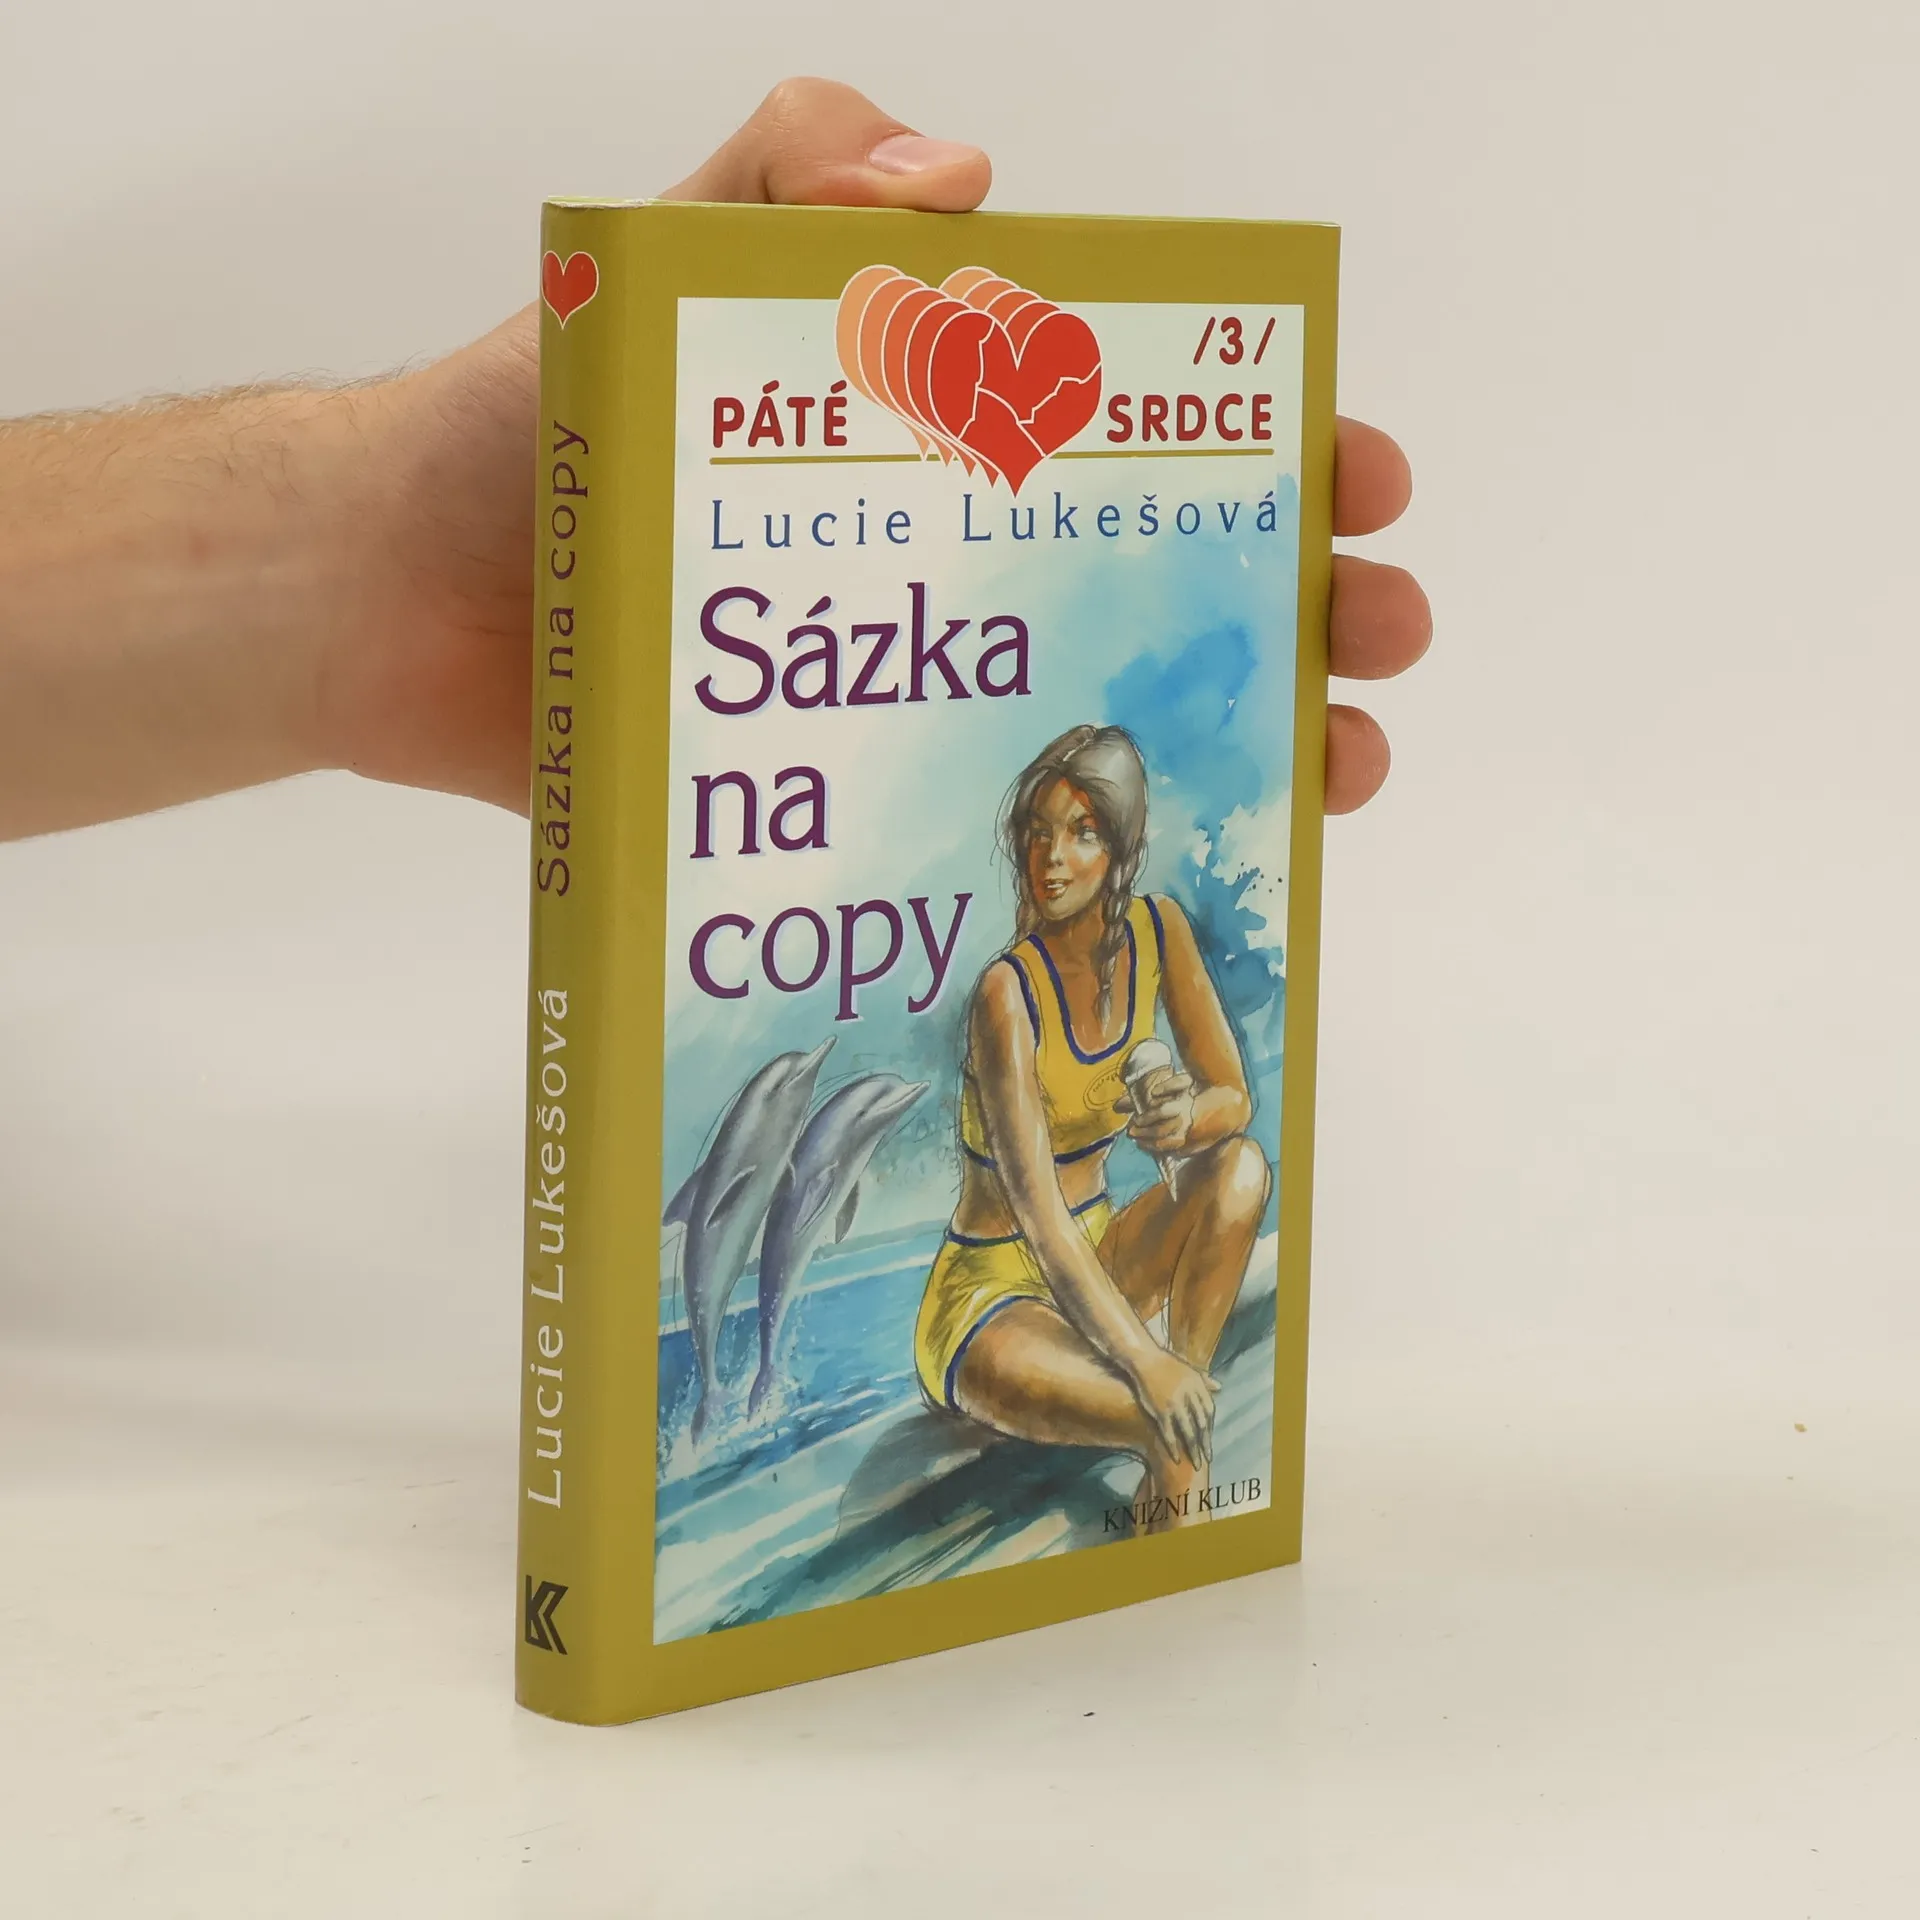 /3/
PÁTÉ SRDCE
Lucie Lukešová
Sázka
na
copy
KNIŽNÍ KLUB
Lucie Lukešová Sázka na copy